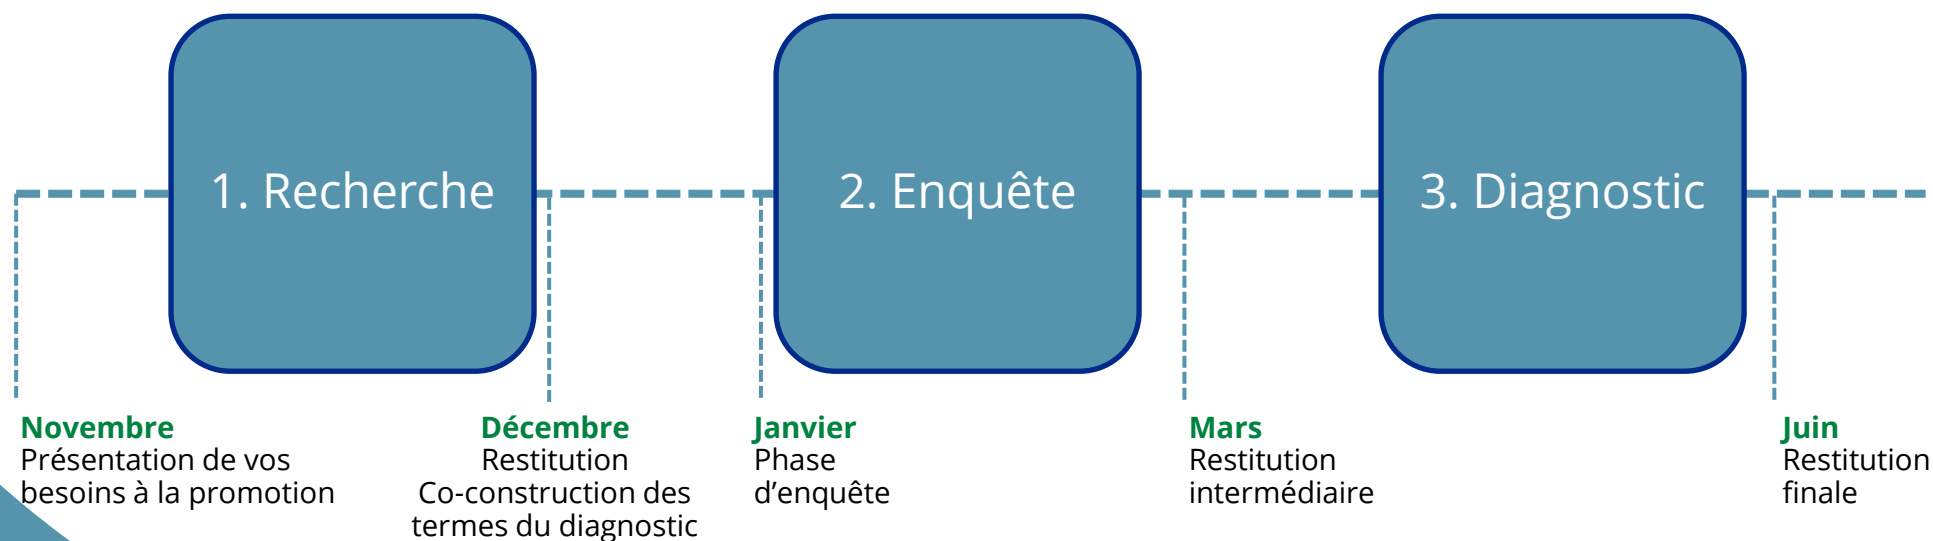 1. Recherche
2. Enquête
3. Diagnostic
Novembre
Présentation de vos
besoins à la promotion
Décembre
Restitution
Co-construction des
termes du diagnostic
Janvier
Phase
d’enquête
Mars
Restitution
intermédiaire
Juin
Restitution
finale